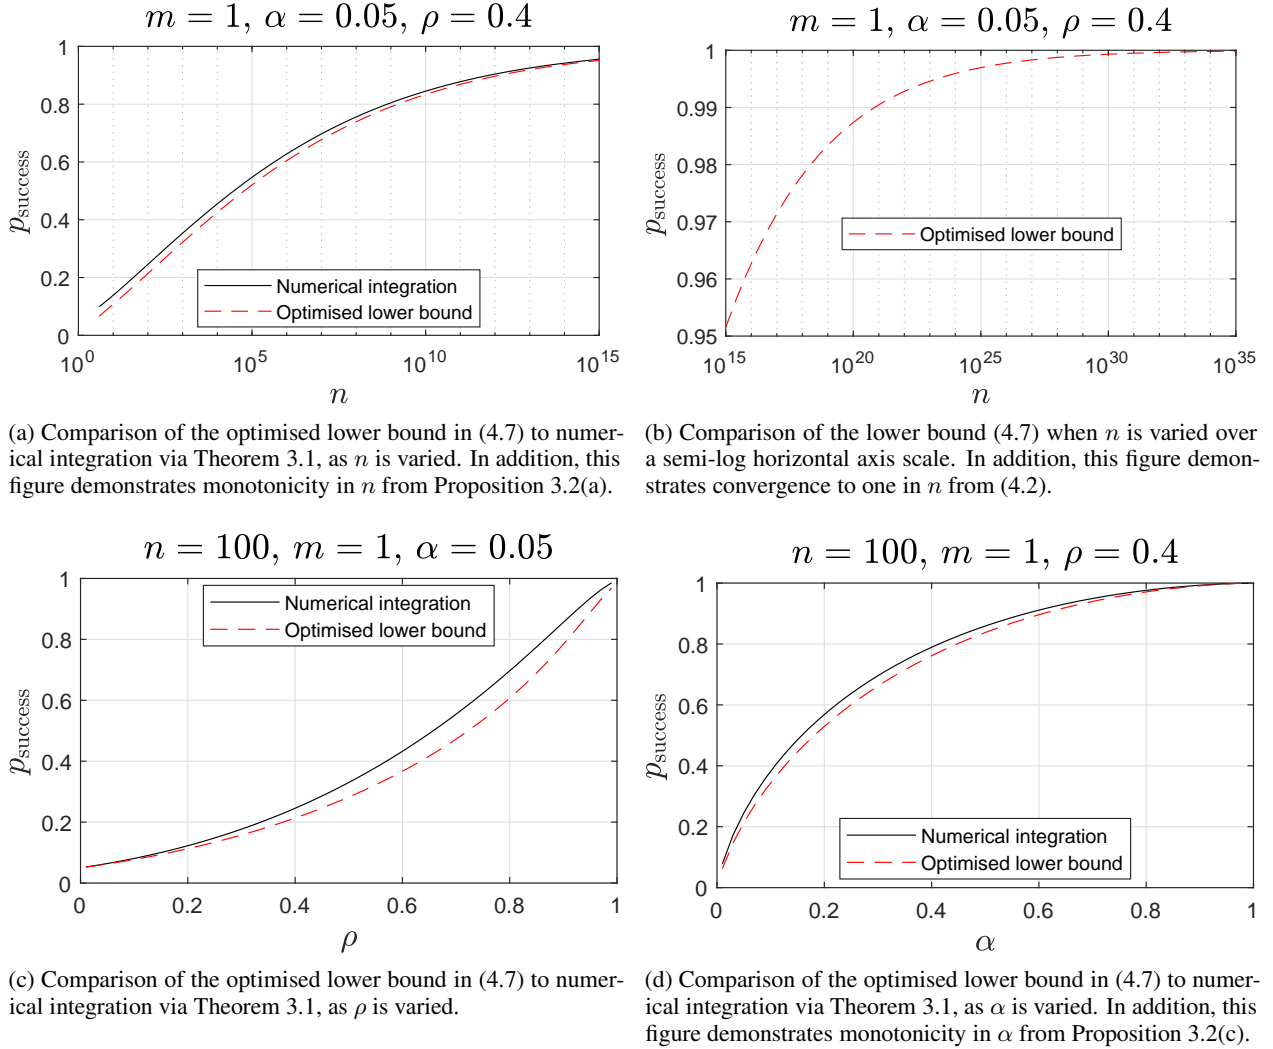 m = 1, α = 0.05, ρ = 0.4
1
0.8
0.6
0.4
0.2
0
p_success
Numerical integration
Optimised lower bound
10^0 10^5 10^10 10^15
n
(a) Comparison of the optimised lower bound in (4.7) to numer-
ical integration via Theorem 3.1, as n is varied. In addition, this
figure demonstrates monotonicity in n from Proposition 3.2(a).
m = 1, α = 0.05, ρ = 0.4
1
0.99
0.98
0.97
0.96
0.95
p_success
Optimised lower bound
10^15 10^20 10^25 10^30 10^35
n
(b) Comparison of the lower bound (4.7) when n is varied over
a semi-log horizontal axis scale. In addition, this figure demon-
strates convergence to one in n from (4.2).
n = 100, m = 1, α = 0.05
1
0.8
0.6
0.4
0.2
0
p_success
Numerical integration
Optimised lower bound
0 0.2 0.4 0.6 0.8 1
ρ
(c) Comparison of the optimised lower bound in (4.7) to numer-
ical integration via Theorem 3.1, as ρ is varied.
n = 100, m = 1, ρ = 0.4
1
0.8
0.6
0.4
0.2
0
p_success
Numerical integration
Optimised lower bound
0 0.2 0.4 0.6 0.8 1
α
(d) Comparison of the optimised lower bound in (4.7) to numer-
ical integration via Theorem 3.1, as α is varied. In addition, this
figure demonstrates monotonicity in α from Proposition 3.2(c).